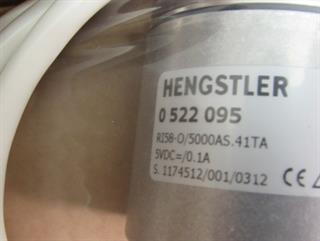 HENGSTLER
0 522 095
RI58-O/5000AS.41TA
5VDC=/0.1A
S. 1174512/001/0312 CE